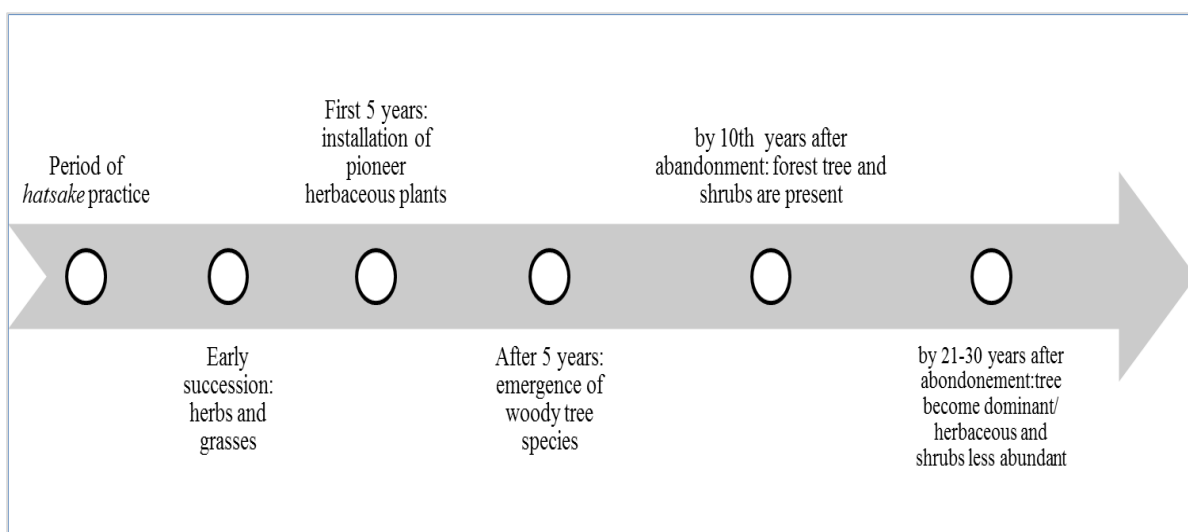 Period of
hatsake practice
Early
succession:
herbs and
grasses
First 5 years:
installation of
pioneer
herbaceous plants
After 5 years:
emergence of
woody tree
species
by 10th years after
abandonment: forest tree and
shrubs are present
by 21-30 years after
abondonement:tree
become dominant/
herbaceous and
shrubs less abundant